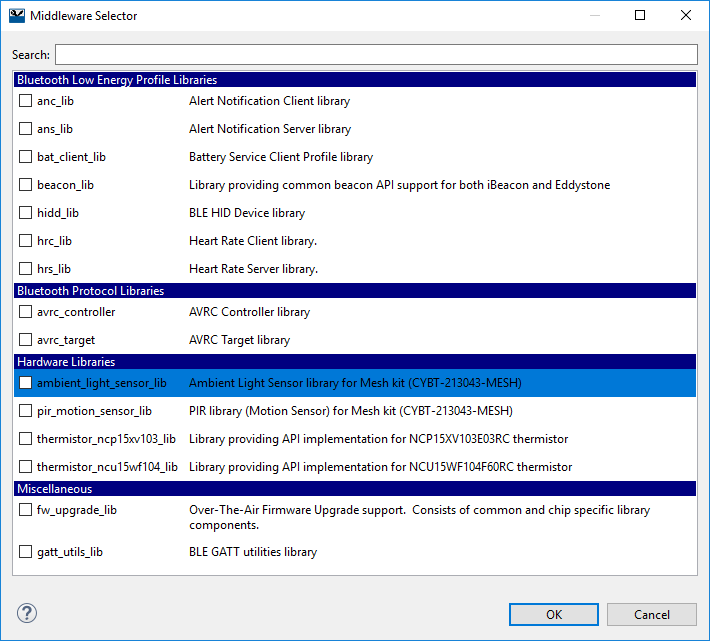 Middleware Selector
Search:
Bluetooth Low Energy Profile Libraries
anc_lib Alert Notification Client library
ans_lib Alert Notification Server library
bat_client_lib Battery Service Client Profile library
beacon_lib Library providing common beacon API support for both iBeacon and Eddystone
hidd_lib BLE HID Device library
hrc_lib Heart Rate Client library.
hrs_lib Heart Rate Server library.
Bluetooth Protocol Libraries
avrc_controller AVRC Controller library
avrc_target AVRC Target library
Hardware Libraries
ambient_light_sensor_lib Ambient Light Sensor library for Mesh kit (CYBT-213043-MESH)
pir_motion_sensor_lib PIR library (Motion Sensor) for Mesh kit (CYBT-213043-MESH)
thermistor_ncp15xv103_lib Library providing API implementation for NCP15XV103E03RC thermistor
thermistor_ncu15wf104_lib Library providing API implementation for NCU15WF104F60RC thermistor
Miscellaneous
fw_upgrade_lib Over-The-Air Firmware Upgrade support.  Consists of common and chip specific library
components.
gatt_utils_lib BLE GATT utilities library
?
OK Cancel